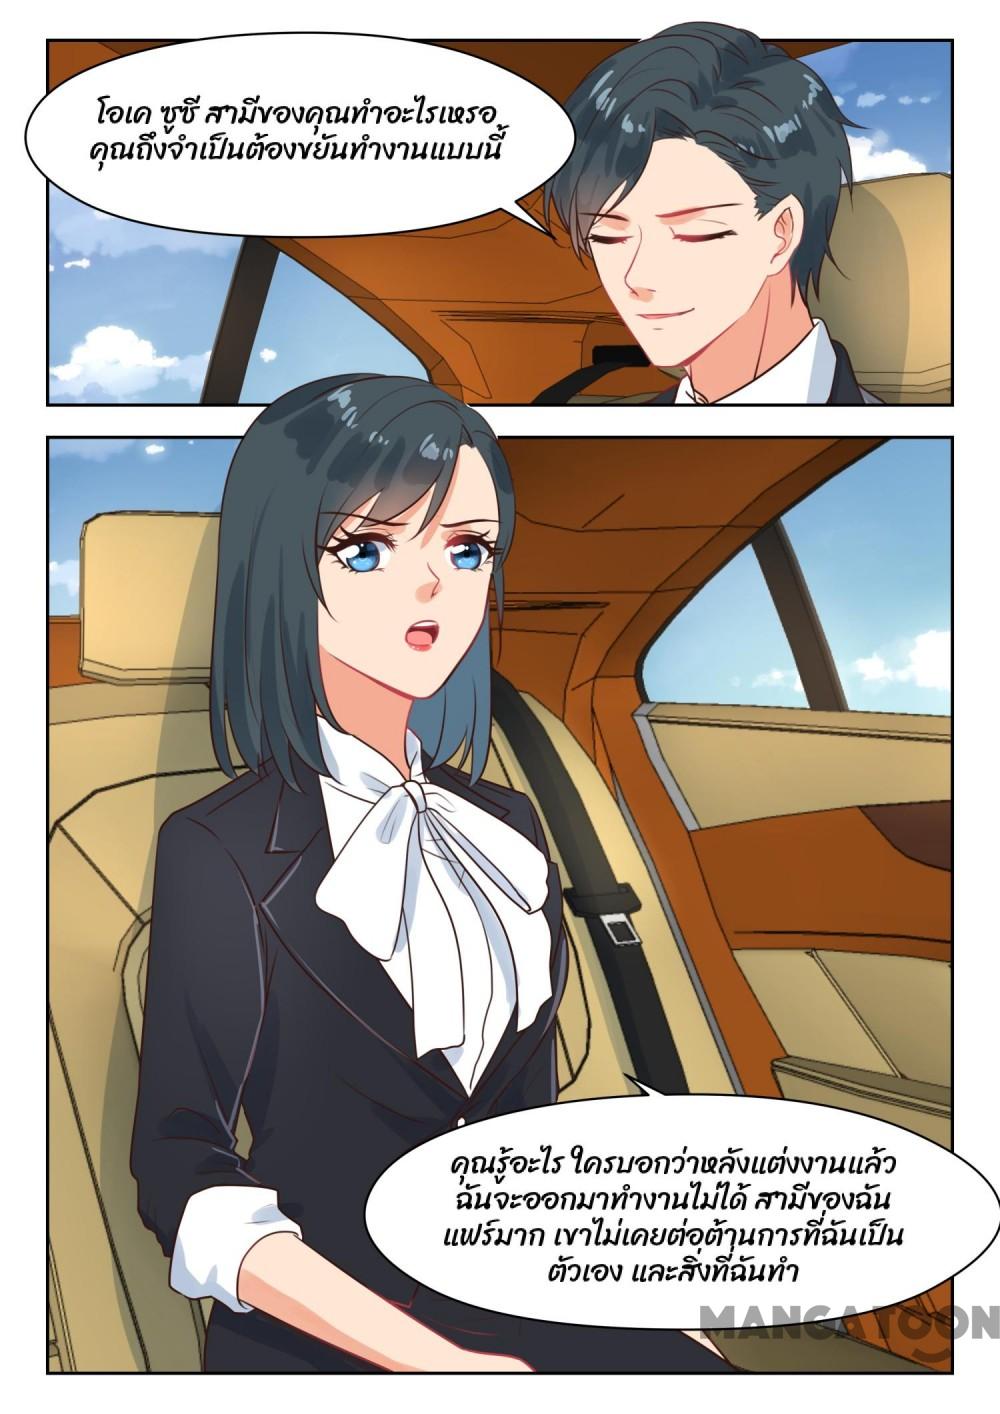 โอเค ซูซี สามีของคุณทำอะไรเหรอ
คุณถึงจำเป็นต้องขยันทำงานแบบนี้
คุณรู้อะไร ใครบอกว่าหลังแต่งงานแล้ว
ฉันจะออกมาทำงานไม่ได้ สามีของฉัน
แฟร์มาก เขาไม่เคยต่อต้านการที่ฉันเป็น
ตัวเอง และสิ่งที่ฉันทำ
MANGATOON